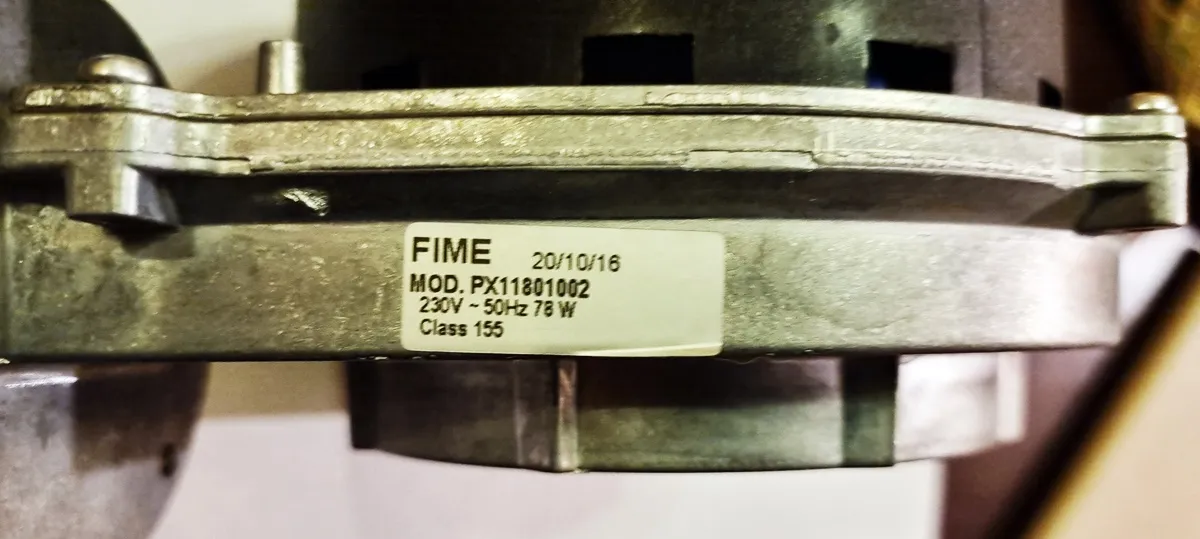 FIME 20/10/16
MOD. PX11801002
230V ~ 50Hz 78 W
Class 155